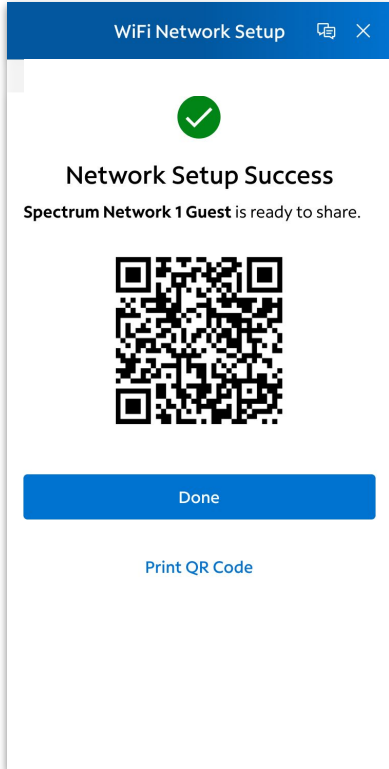 WiFi Network Setup
Network Setup Success
Spectrum Network 1 Guest is ready to share.
Done
Print QR Code